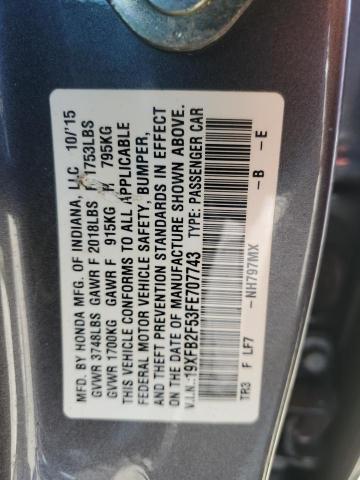 MFD. BY HONDA MFG. OF INDIANA, LLC 10/'15
GVWR 3748LBS GAWR F 2018LBS 1753LBS
GVWR 1700KG GAWR F 915KG 795KG
THIS VEHICLE CONFORMS TO ALL APPLICABLE
FEDERAL MOTOR VEHICLE SAFETY, BUMPER,
AND THEFT PREVENTION STANDARDS IN EFFECT
ON THE DATE OF MANUFACTURE SHOWN ABOVE.
V.I.N.:19XFB2F53FE707743 TYPE: PASSENGER CAR
TR3 F LF7 -NH797MX -B -E